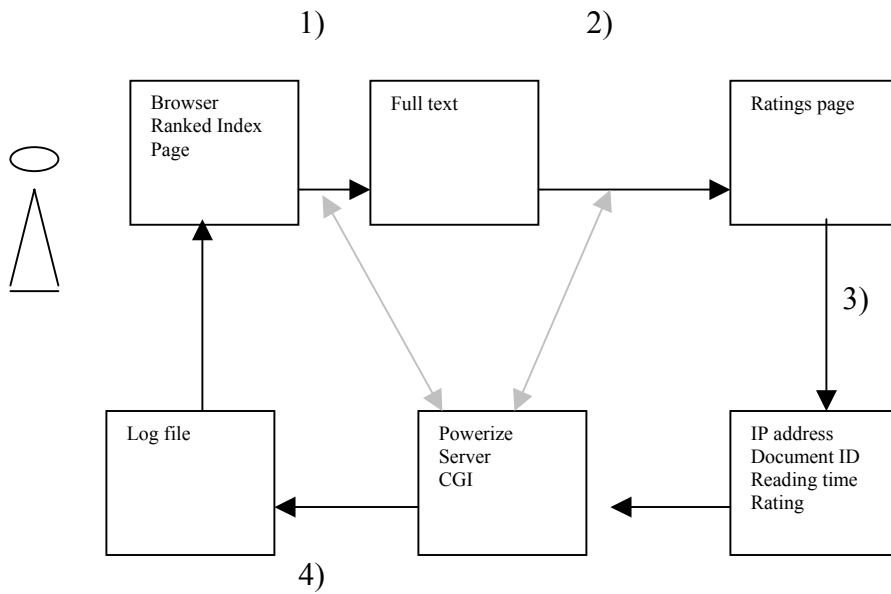 1)
2)
Browser
Ranked Index
Page
Full text
Ratings page
3)
Log file
Powerize
Server
CGI
IP address
Document ID
Reading time
Rating
4)